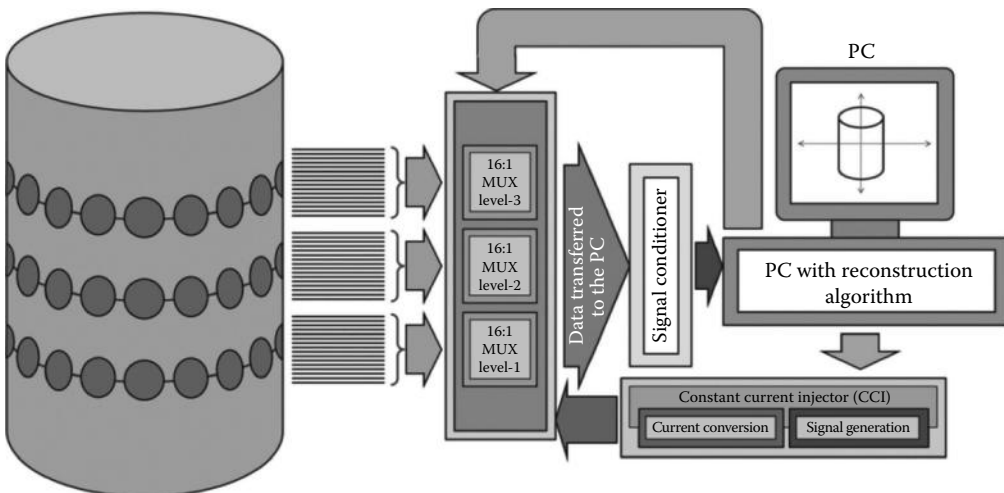 PC
16:1
MUX
level-3
16:1
MUX
level-2
16:1
MUX
level-1
Data transferred
to the PC
Signal conditioner
PC with reconstruction
algorithm
Constant current injector (CCI)
Current conversion
Signal generation